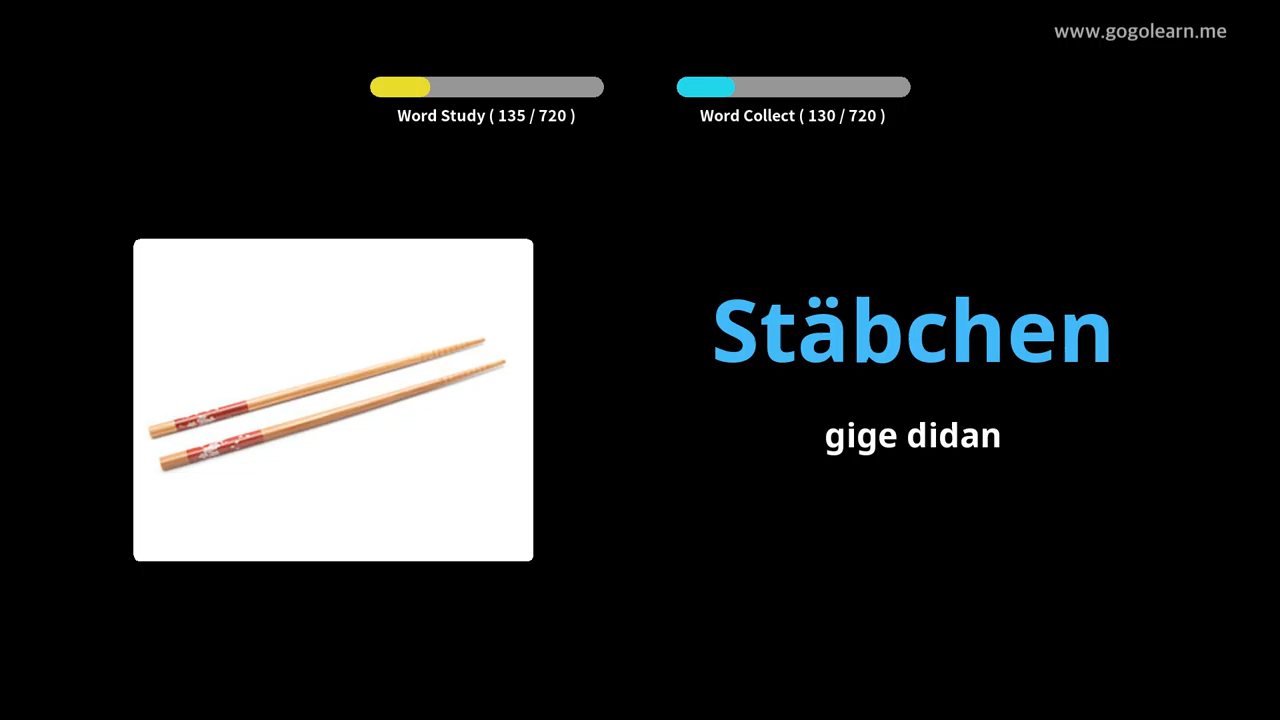 www.gogolearn.me
Word Study ( 135 / 720 )
Word Collect ( 130 / 720 )
Stäbchen
gige didan